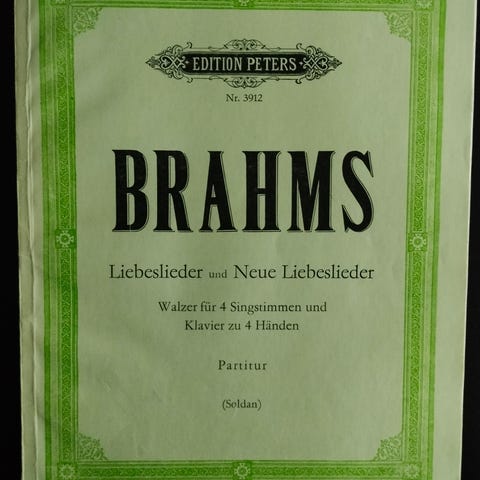 EDITION PETERS
Nr. 3912
BRAHMS
Liebeslieder und Neue Liebeslieder
Walzer für 4 Singstimmen und
Klavier zu 4 Händen
Partitur
(Soldan)